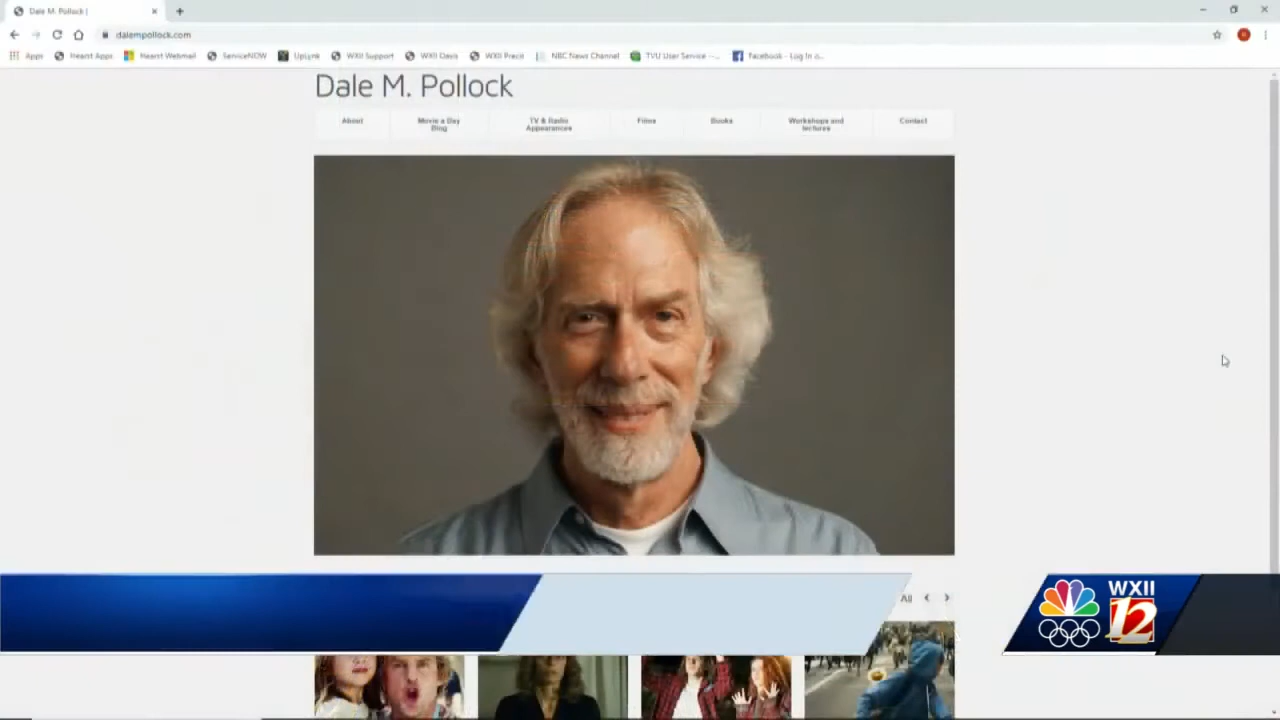 Dale M. Pollock |
dalempollock.com
Apps
Hearst Apps
Hearst Webmail
ServiceNOW
UpLynk
WXII Support
WXII Davis
WXII Precis
NBC News Channel
TVU User Service -...
Facebook - Log In o...
Dale M. Pollock
About
Movie a Day
Blog
TV & Radio
Appearances
Films
Books
Workshops and
lectures
Contact
All
WXII
12